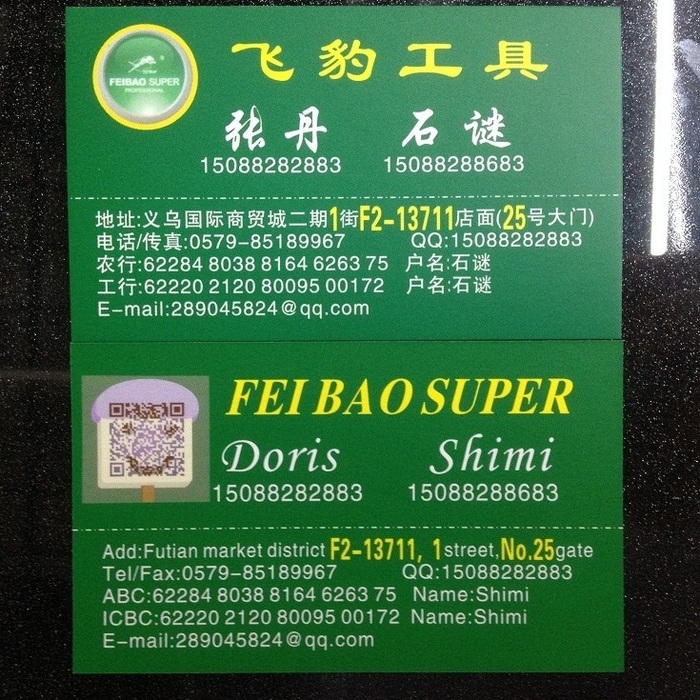 FEIBAO SUPER
PROFESSIONAL
飞豹工具
张丹 石谜
15088282883 15088288683
地址:义乌国际商贸城二期1街F2-13711店面(25号大门)
电话/传真:0579-85189967 QQ:15088282883
农行:62284 8038 8164 6263 75 户名:石谜
工行:62220 2120 80095 00172 户名:石谜
E-mail:289045824@qq.com
FEI BAO SUPER
Doris Shimi
15088282883 15088288683
Add:Futian market district F2-13711, 1street,No.25gate
Tel/Fax:0579-85189967 QQ:15088282883
ABC:62284 8038 8164 6263 75 Name:Shimi
ICBC:62220 2120 80095 00172 Name:Shimi
E-mail:289045824@qq.com